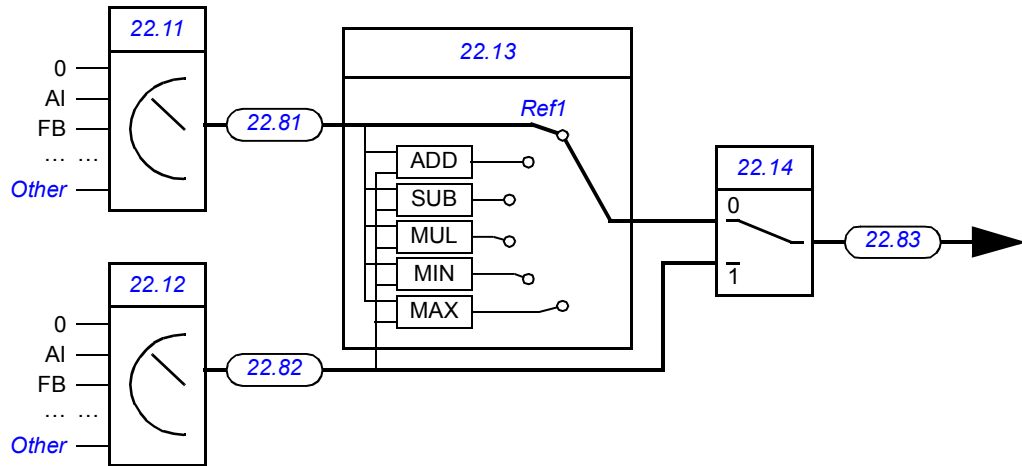 22.11
0
AI
FB
... ...
Other
22.81
22.13
Ref1
ADD
SUB
MUL
MIN
MAX
22.14
0
1
22.83
22.12
0
AI
FB
... ...
Other
22.82